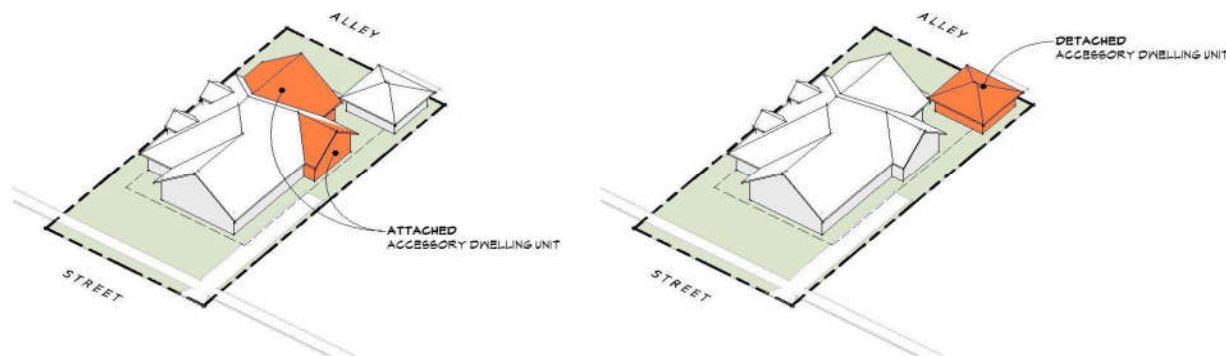 ALLEY
ATTACHED
ACCESSORY DWELLING UNIT
STREET
ALLEY
DETACHED
ACCESSORY DWELLING UNIT
STREET